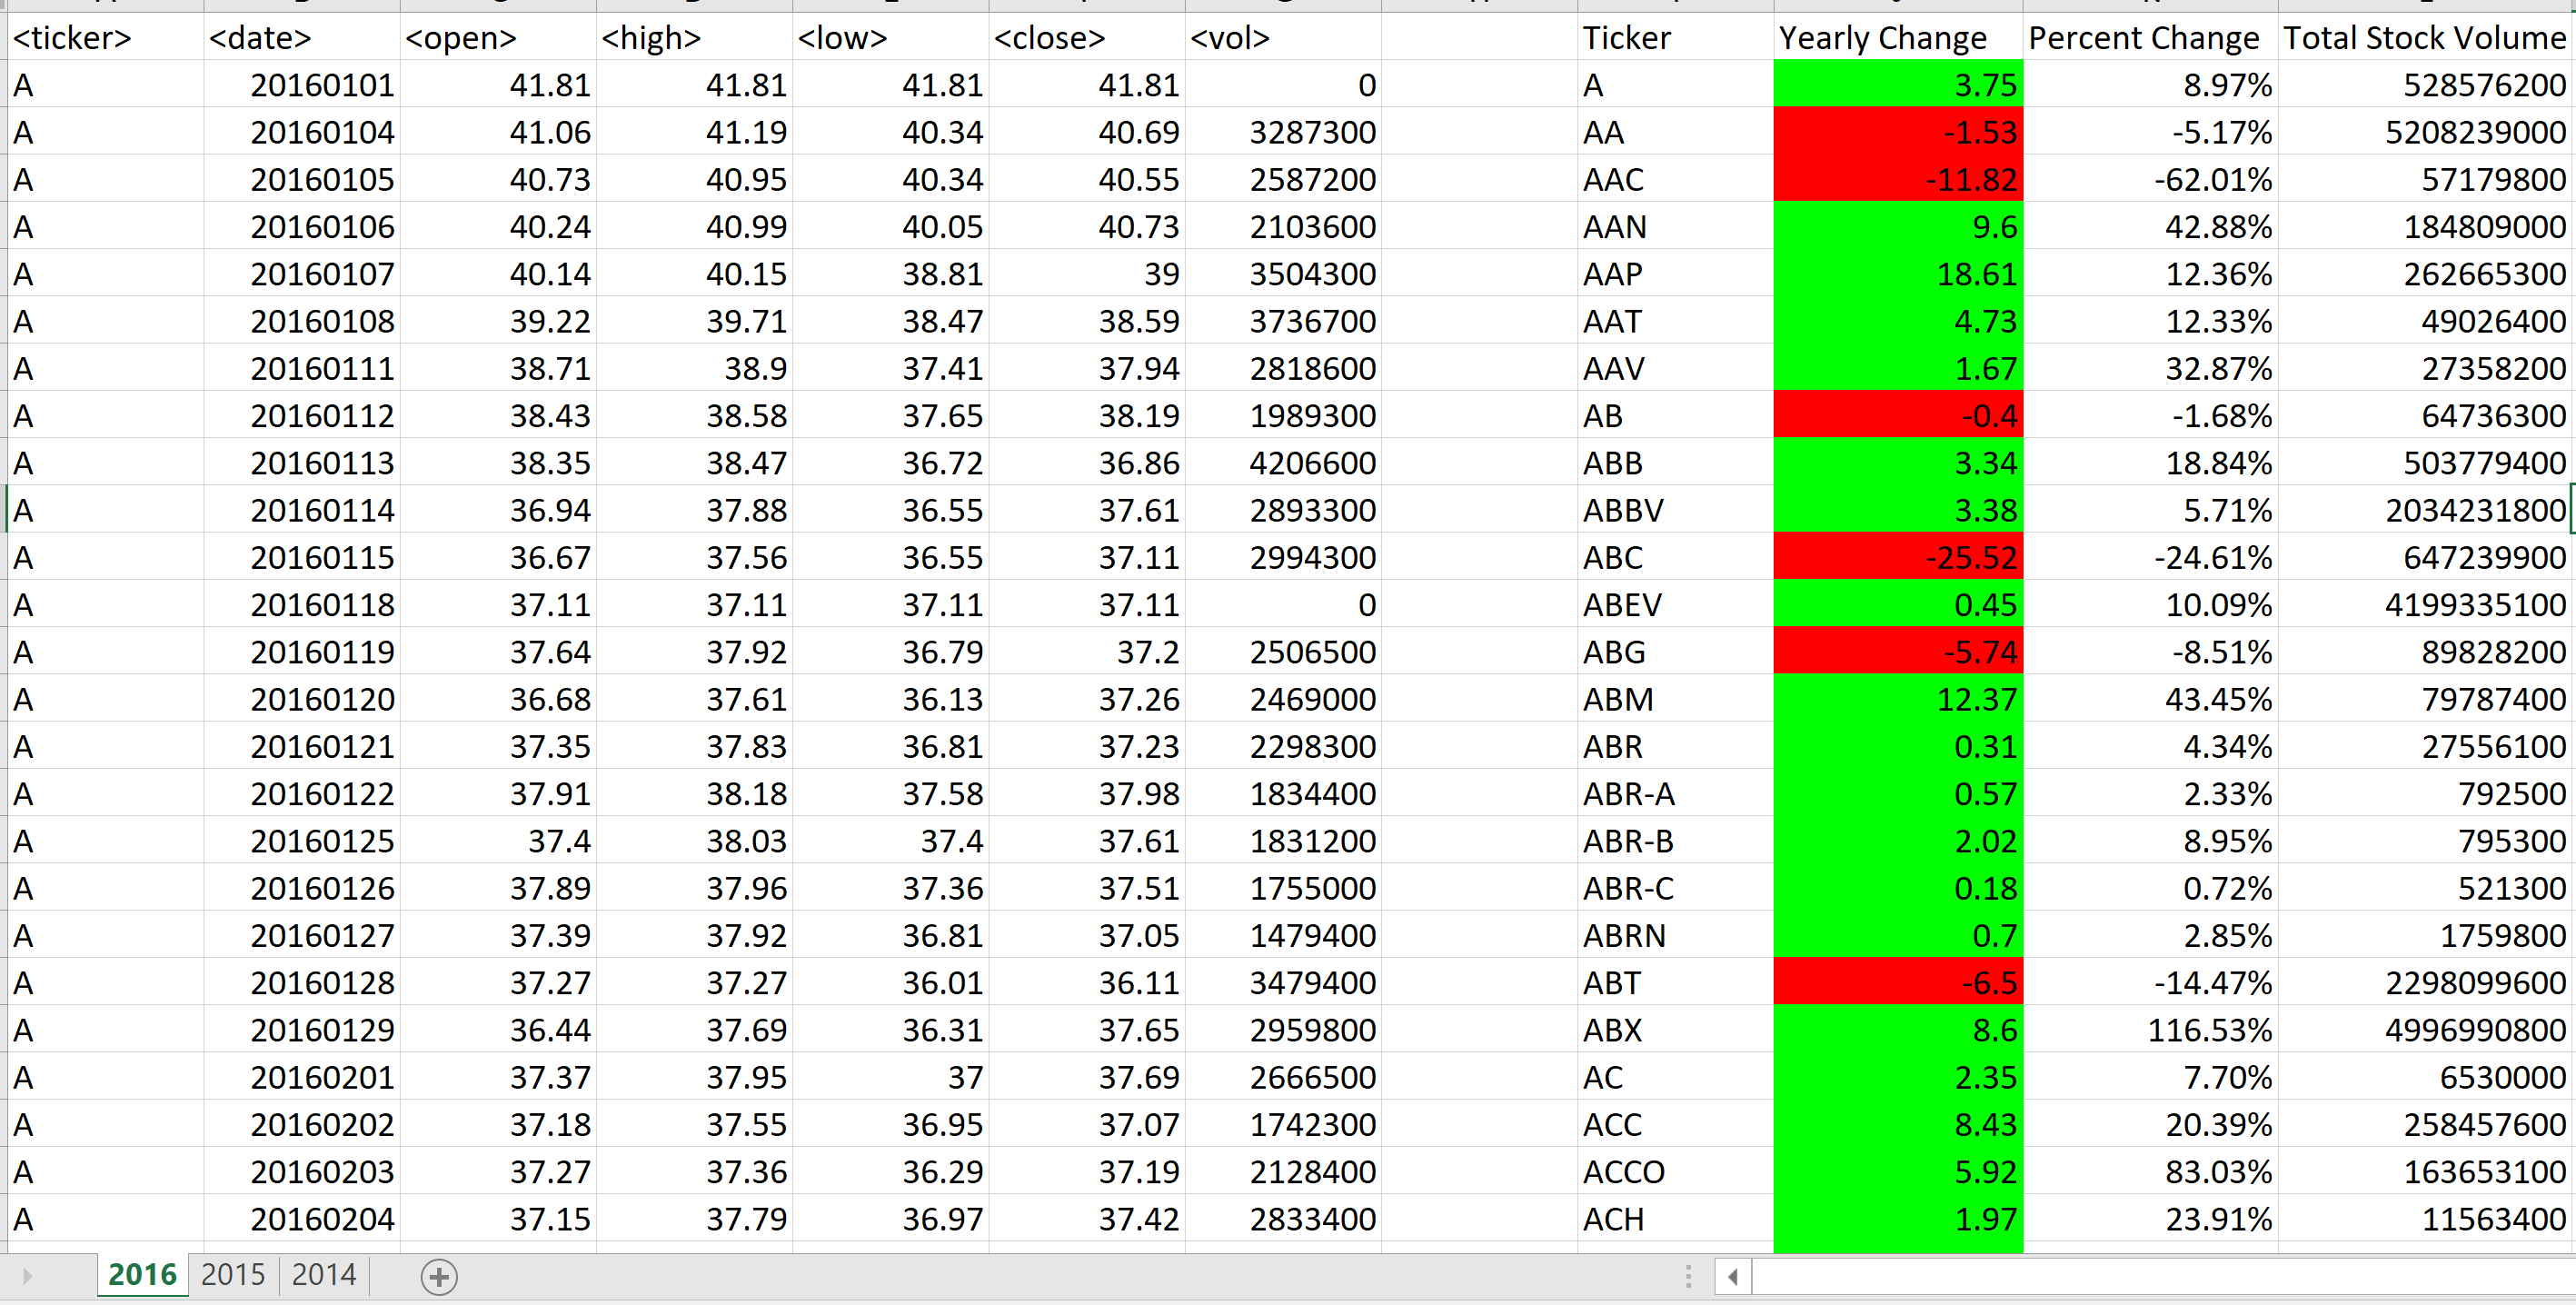 <ticker> <date> <open> <high> <low> <close> <vol> Ticker Yearly Change Percent Change Total Stock Volume
A 20160101 41.81 41.81 41.81 41.81 0 A 3.75 8.97% 528576200
A 20160104 41.06 41.19 40.34 40.69 3287300 AA -1.53 -5.17% 5208239000
A 20160105 40.73 40.95 40.34 40.55 2587200 AAC -11.82 -62.01% 57179800
A 20160106 40.24 40.99 40.05 40.73 2103600 AAN 9.6 42.88% 184809000
A 20160107 40.14 40.15 38.81 39 3504300 AAP 18.61 12.36% 262665300
A 20160108 39.22 39.71 38.47 38.59 3736700 AAT 4.73 12.33% 49026400
A 20160111 38.71 38.9 37.41 37.94 2818600 AAV 1.67 32.87% 27358200
A 20160112 38.43 38.58 37.65 38.19 1989300 AB -0.4 -1.68% 64736300
A 20160113 38.35 38.47 36.72 36.86 4206600 ABB 3.34 18.84% 503779400
A 20160114 36.94 37.88 36.55 37.61 2893300 ABBV 3.38 5.71% 2034231800
A 20160115 36.67 37.56 36.55 37.11 2994300 ABC -25.52 -24.61% 647239900
A 20160118 37.11 37.11 37.11 37.11 0 ABEV 0.45 10.09% 4199335100
A 20160119 37.64 37.92 36.79 37.2 2506500 ABG -5.74 -8.51% 89828200
A 20160120 36.68 37.61 36.13 37.26 2469000 ABM 12.37 43.45% 79787400
A 20160121 37.35 37.83 36.81 37.23 2298300 ABR 0.31 4.34% 27556100
A 20160122 37.91 38.18 37.58 37.98 1834400 ABR-A 0.57 2.33% 792500
A 20160125 37.4 38.03 37.4 37.61 1831200 ABR-B 2.02 8.95% 795300
A 20160126 37.89 37.96 37.36 37.51 1755000 ABR-C 0.18 0.72% 521300
A 20160127 37.39 37.92 36.81 37.05 1479400 ABRN 0.7 2.85% 1759800
A 20160128 37.27 37.27 36.01 36.11 3479400 ABT -6.5 -14.47% 2298099600
A 20160129 36.44 37.69 36.31 37.65 2959800 ABX 8.6 116.53% 4996990800
A 20160201 37.37 37.95 37 37.69 2666500 AC 2.35 7.70% 6530000
A 20160202 37.18 37.55 36.95 37.07 1742300 ACC 8.43 20.39% 258457600
A 20160203 37.27 37.36 36.29 37.19 2128400 ACCO 5.92 83.03% 163653100
A 20160204 37.15 37.79 36.97 37.42 2833400 ACH 1.97 23.91% 11563400
2016 2015 2014